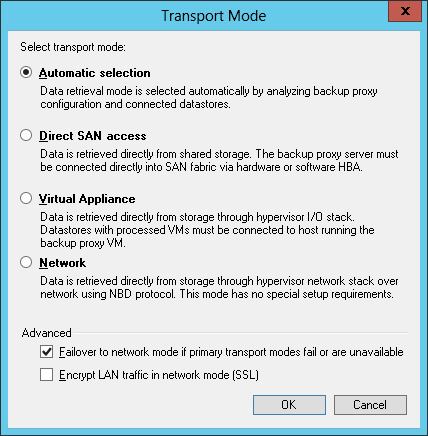 Transport Mode
x
Select transport mode:
Automatic selection
Data retrieval mode is selected automatically by analyzing backup proxy
configuration and connected datastores.
Direct SAN access
Data is retrieved directly from shared storage. The backup proxy server must
be connected directly into SAN fabric via hardware or software HBA.
Virtual Appliance
Data is retrieved directly from storage through hypervisor I/O stack.
Datastores with processed VMs must be connected to host running the
backup proxy VM.
Network
Data is retrieved directly from storage through hypervisor network stack over
network using NBD protocol. This mode has no special setup requirements.
Advanced
Failover to network mode if primary transport modes fail or are unavailable
Encrypt LAN traffic in network mode (SSL)
OK Cancel